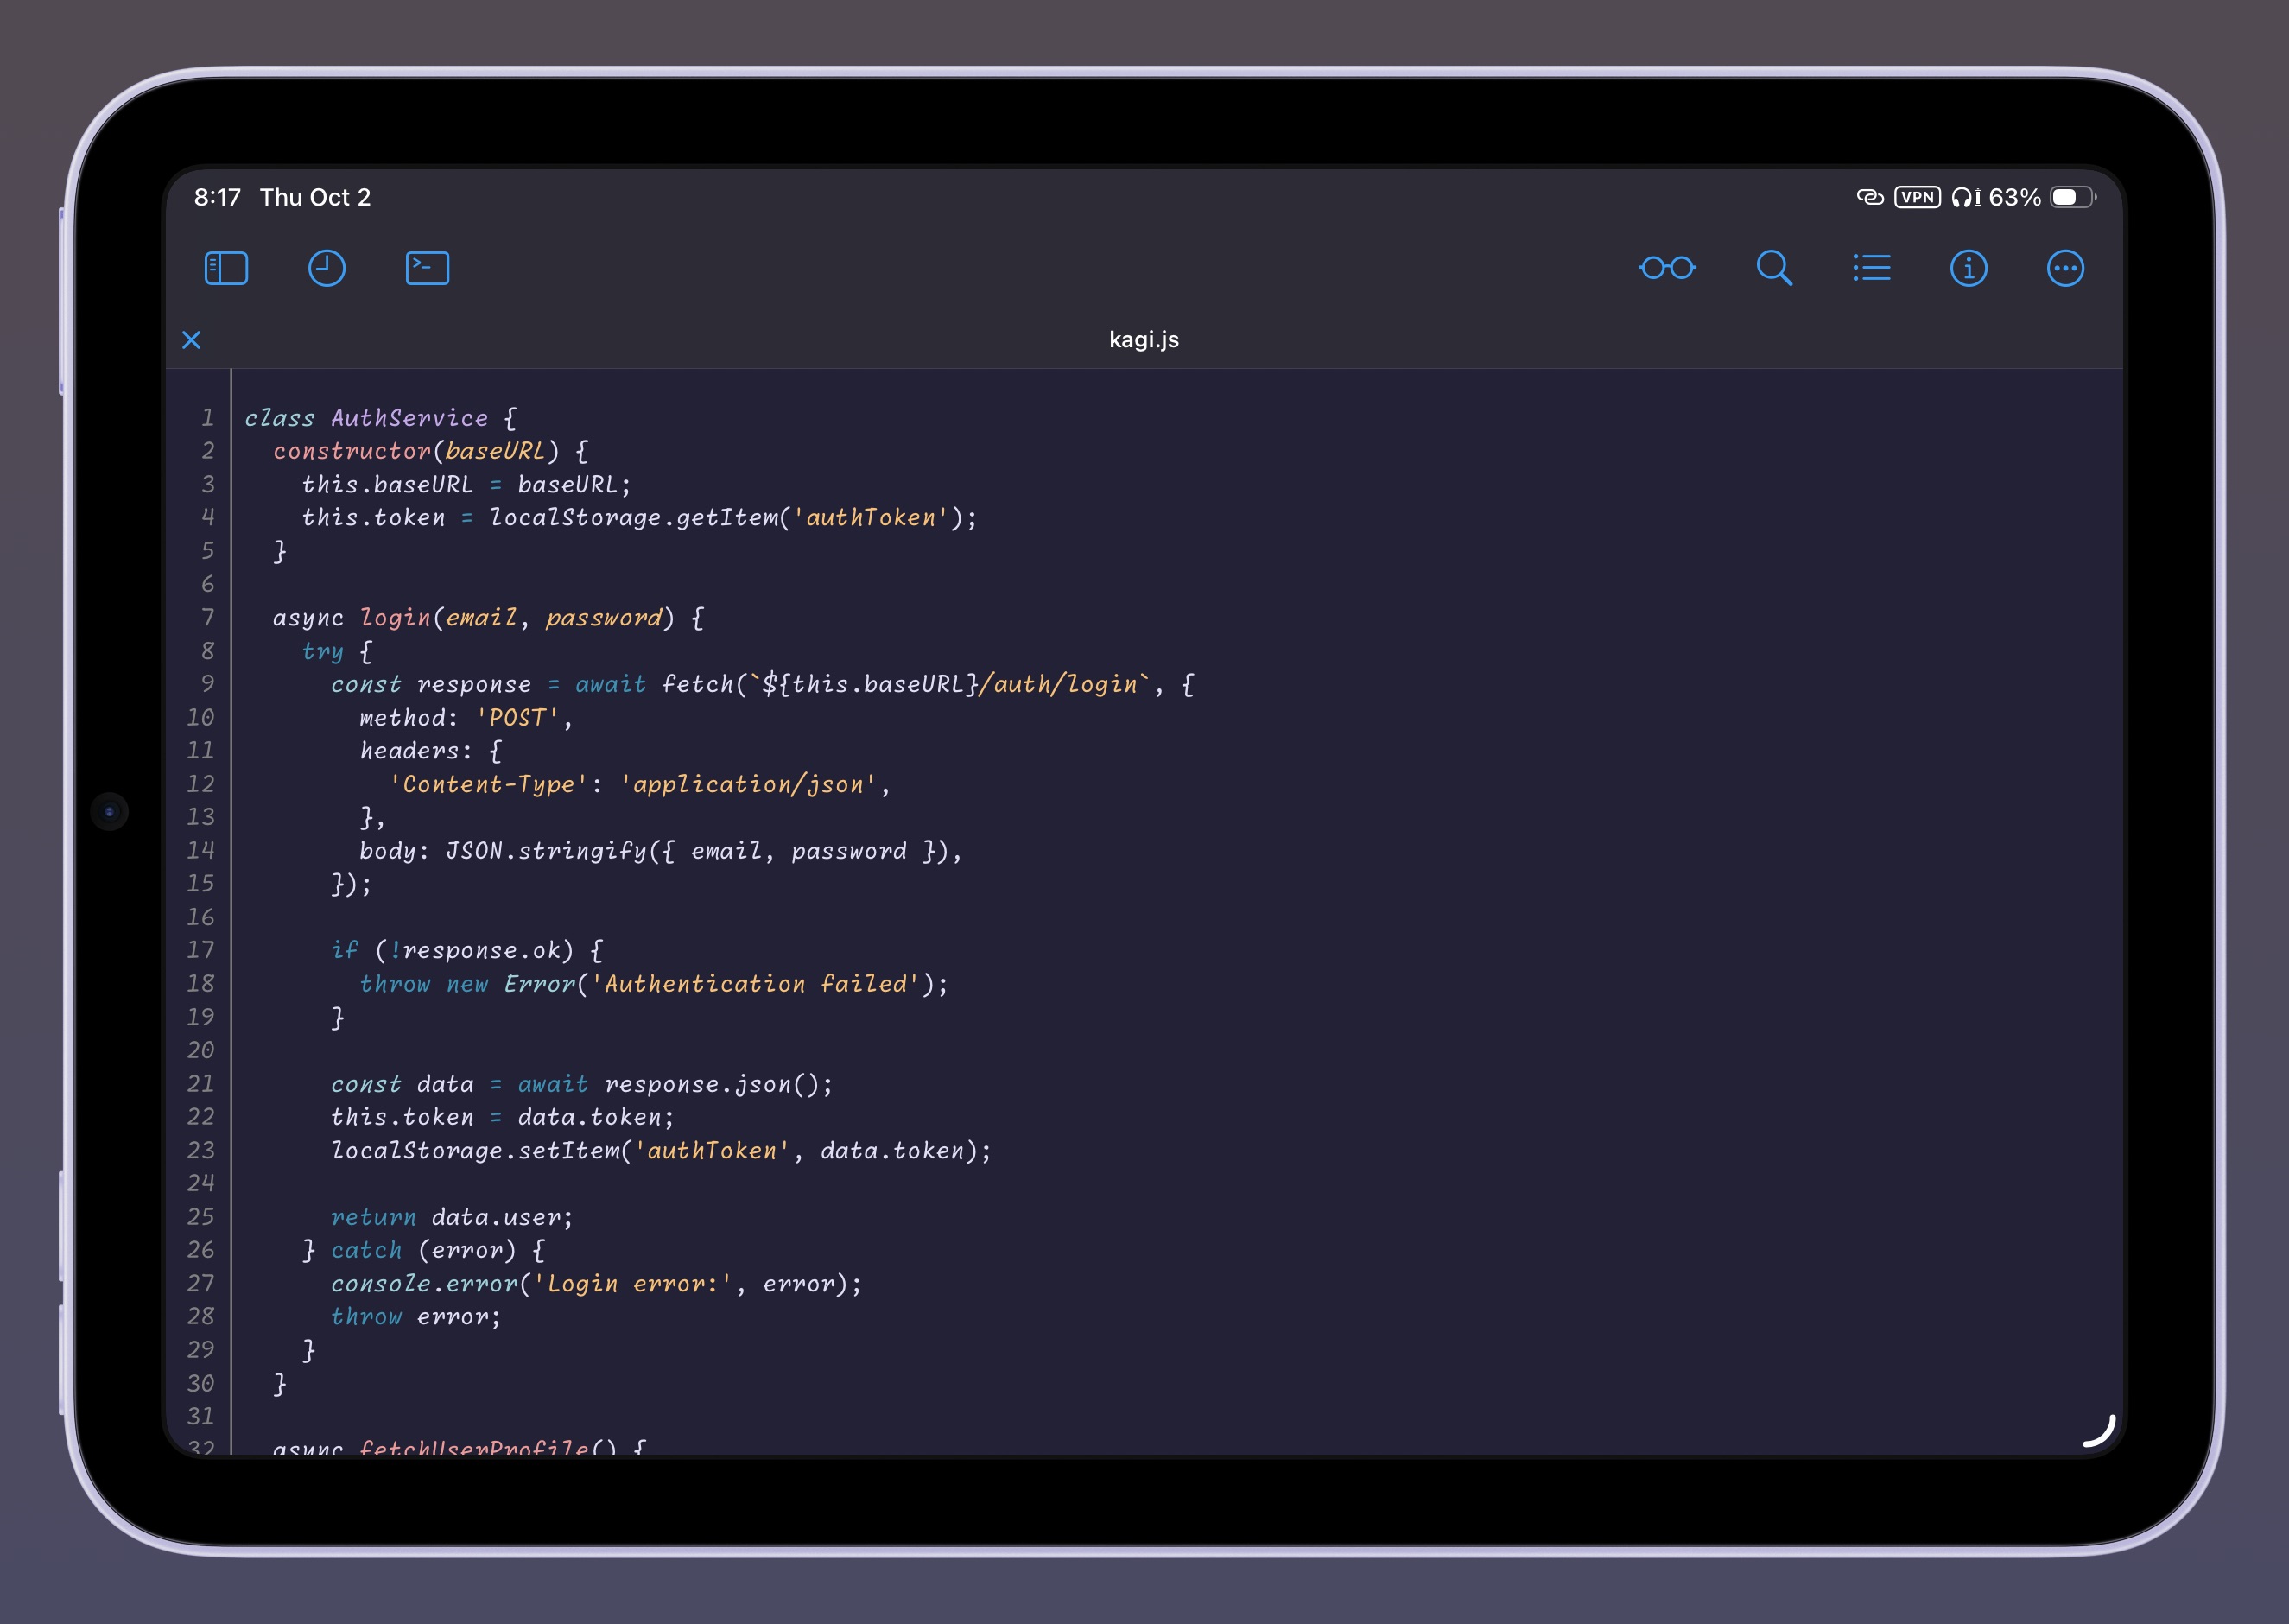 8:17 Thu Oct 2
VPN 63%
kagi.js
1 class AuthService {
2   constructor(baseURL) {
3     this.baseURL = baseURL;
4     this.token = localStorage.getItem('authToken');
5   }
6
7   async login(email, password) {
8     try {
9       const response = await fetch(`${this.baseURL}/auth/login`, {
10         method: 'POST',
11         headers: {
12           'Content-Type': 'application/json',
13         },
14         body: JSON.stringify({ email, password }),
15       });
16
17       if (!response.ok) {
18         throw new Error('Authentication failed');
19       }
20
21       const data = await response.json();
22       this.token = data.token;
23       localStorage.setItem('authToken', data.token);
24
25       return data.user;
26     } catch (error) {
27       console.error('Login error:', error);
28       throw error;
29     }
30   }
31
32   async fetchUserProfile() {